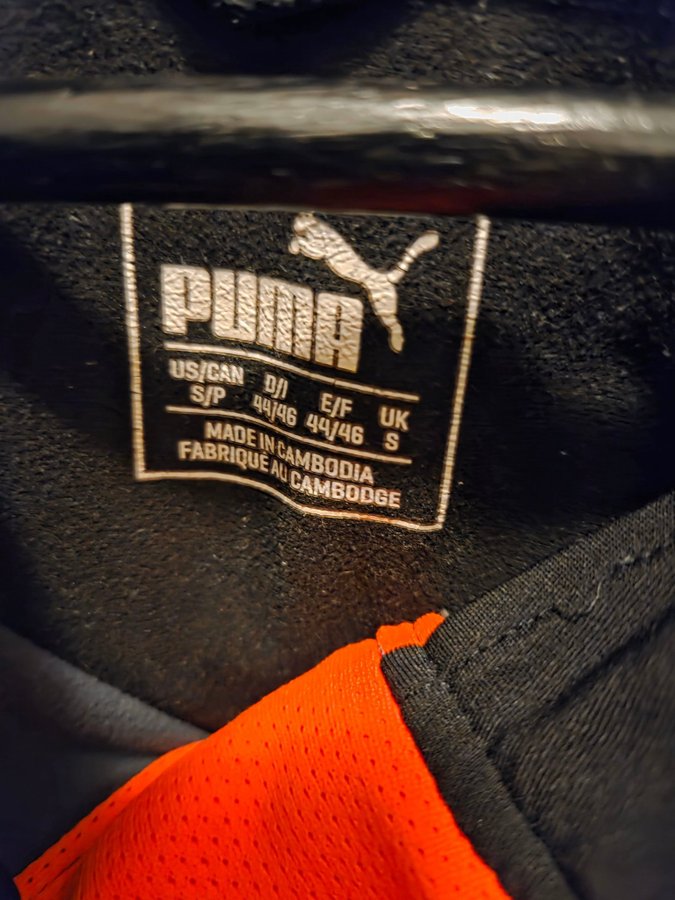 PUMA
US/CAN D/I E/F UK
S/P 44/46 44/46 S
MADE IN CAMBODIA
FABRIQUÉ AU CAMBODGE